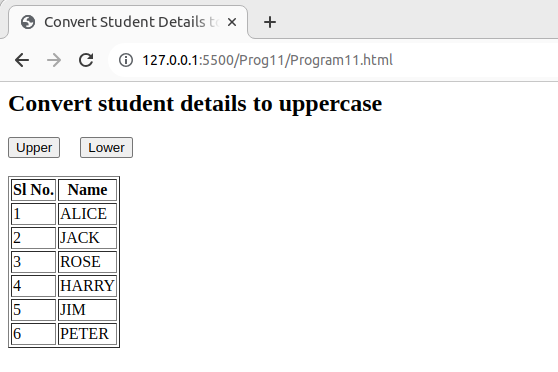 Convert Student Details to
127.0.0.1:5500/Prog11/Program11.html
Convert student details to uppercase
Upper Lower
Sl No. Name
1 ALICE
2 JACK
3 ROSE
4 HARRY
5 JIM
6 PETER